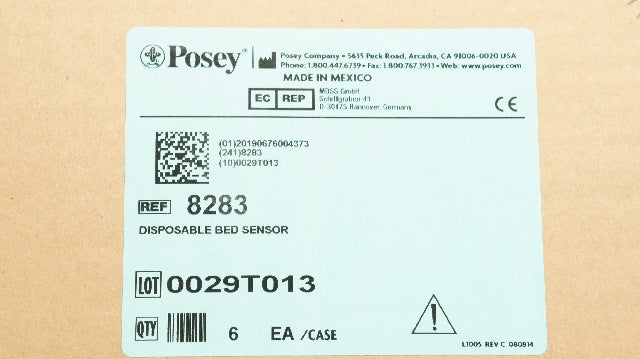 Posey® Posey Company • 5635 Peck Road, Arcadia, CA 91006-0020 USA
Phone: 1.800.447.6739 • Fax: 1.800.767.3933 • Web: www.posey.com
MADE IN MEXICO
EC REP MDSS GmbH
Schiffgraben 41
D-30175 Hannover, Germany
CE
(01)20190676004373
(241)8283
(10)0029T013
REF 8283
DISPOSABLE BED SENSOR
LOT 0029T013
QTY 6 EA /CASE
L1005 REV C 080814